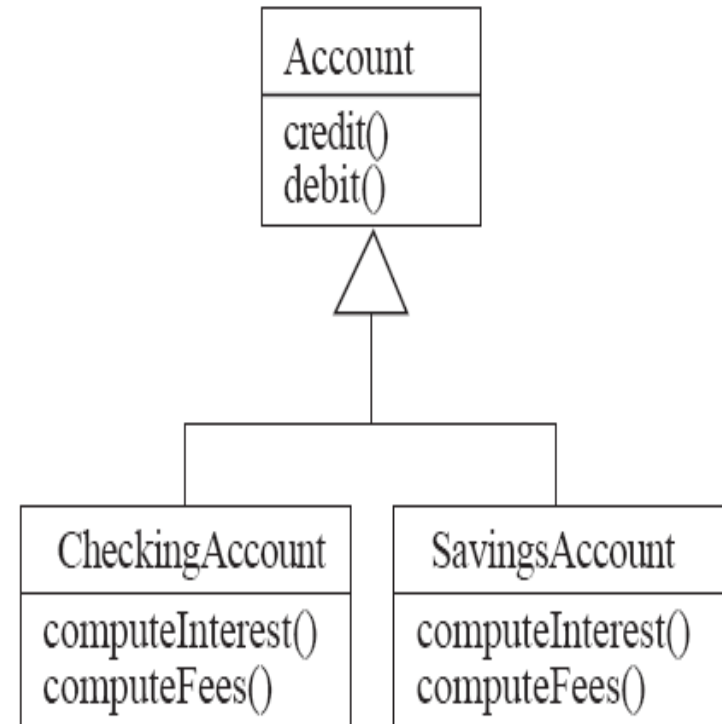 Account
credit()
debit()
CheckingAccount
computeInterest()
computeFees()
SavingsAccount
computeInterest()
computeFees()